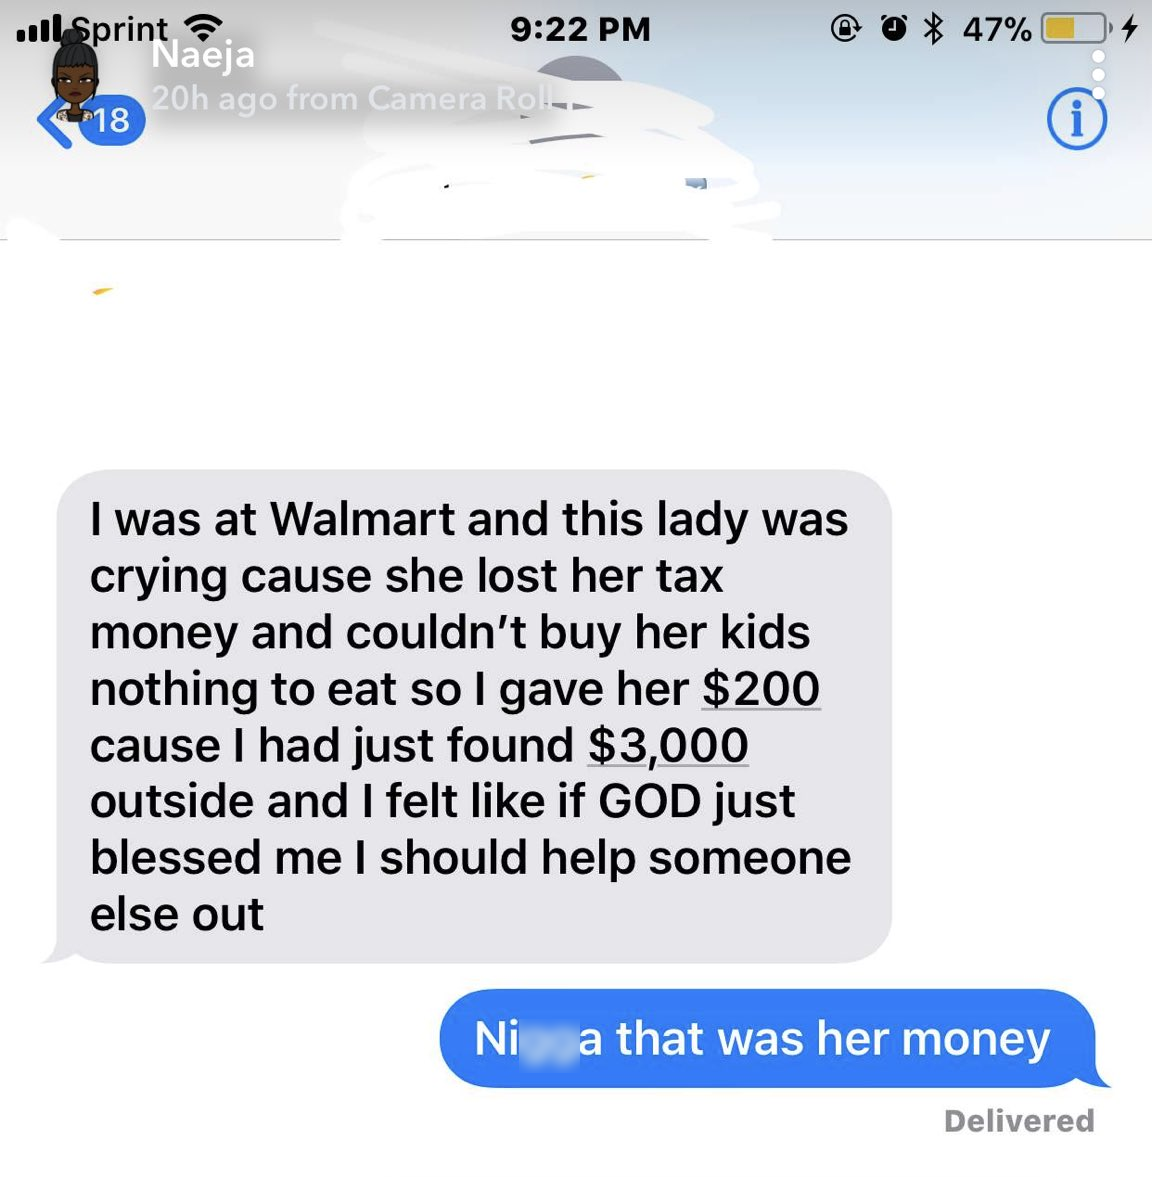 Sprint 9:22 PM 47%
Naeja
20h ago from Camera Roll
18
I was at Walmart and this lady was
crying cause she lost her tax
money and couldn't buy her kids
nothing to eat so I gave her $200
cause I had just found $3,000
outside and I felt like if GOD just
blessed me I should help someone
else out
Ni a that was her money
Delivered